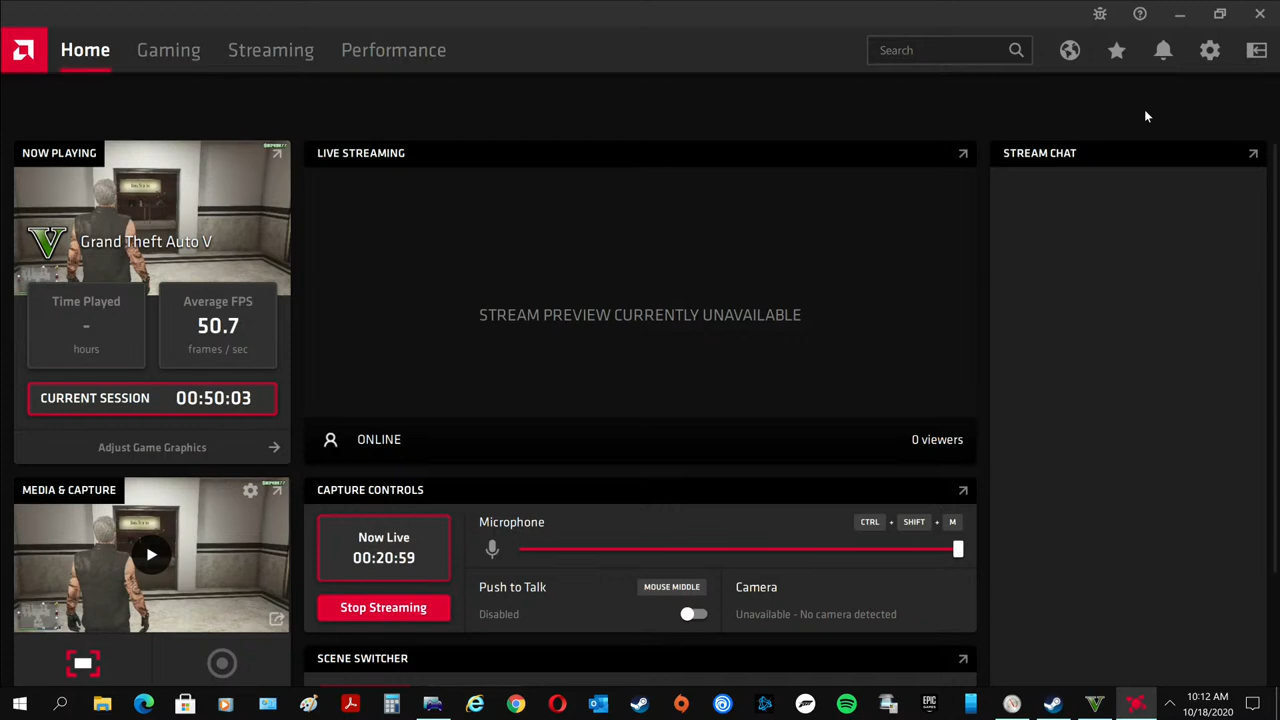 Home
Gaming
Streaming
Performance
Search
NOW PLAYING
Grand Theft Auto V
Time Played
-
hours
Average FPS
50.7
frames / sec
CURRENT SESSION 00:50:03
Adjust Game Graphics
MEDIA & CAPTURE
LIVE STREAMING
STREAM PREVIEW CURRENTLY UNAVAILABLE
ONLINE
0 viewers
STREAM CHAT
CAPTURE CONTROLS
Now Live
00:20:59
Stop Streaming
Microphone
CTRL + SHIFT + M
Push to Talk
MOUSE MIDDLE
Disabled
Camera
Unavailable - No camera detected
SCENE SWITCHER
EPIC
GAMES
10:12 AM
10/18/2020